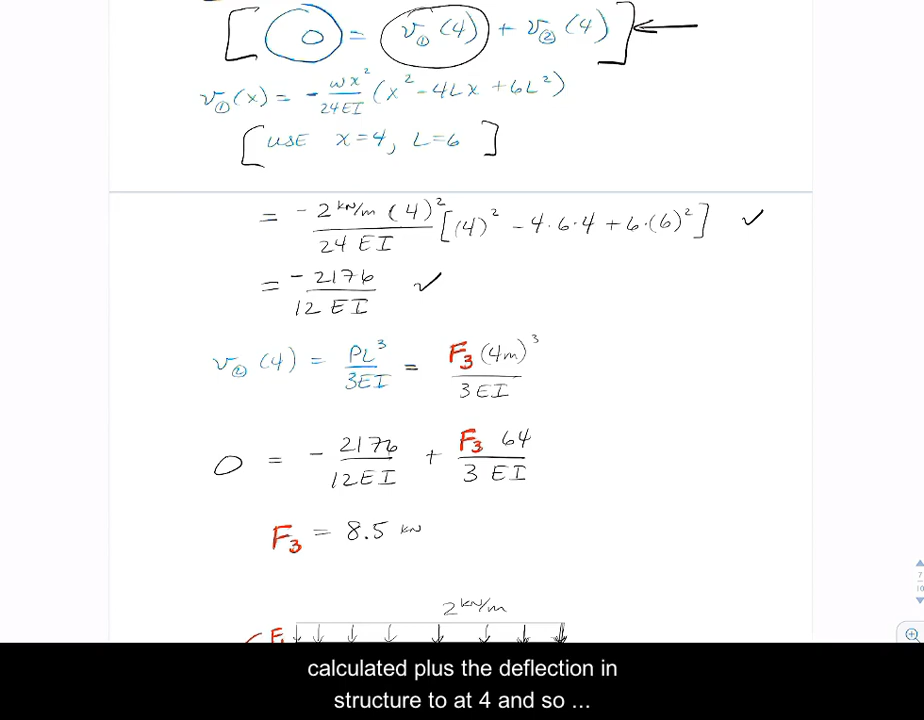 [ 0 = v①(4) + v②(4) ] ←
v①(x) = - wx²/24EI (x² - 4Lx + 6L²)
[ USE x=4, L=6 ]
= -2 kN/m (4)²/24 EI [(4)² - 4·6·4 + 6·(6)²] ✓
= -2176/12 EI ✓
v②(4) = PL³/3EI = F₃(4m)³/3EI
0 = - 2176/12EI + F₃ 64/3 EI
F₃ = 8.5 kN
2 kN/m
F
7
10
calculated plus the deflection in
structure to at 4 and so ...